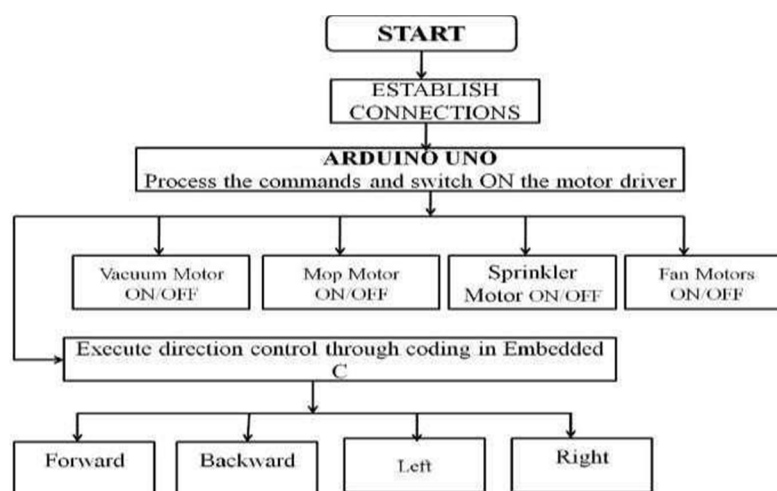 START
ESTABLISH
CONNECTIONS
ARDUINO UNO
Process the commands and switch ON the motor driver
Vacuum Motor
ON/OFF
Mop Motor
ON/OFF
Sprinkler
Motor ON/OFF
Fan Motors
ON/OFF
Execute direction control through coding in Embedded
C
Forward
Backward
Left
Right